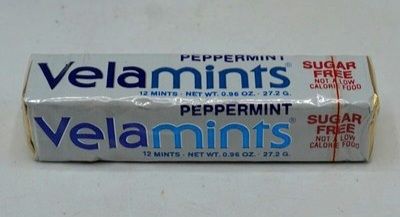 PEPPERMINT
Velamints®
12 MINTS · NET WT. 0.96 OZ. · 27.2 G.
SUGAR
FREE
NOT A LOW
CALORIE FOOD
PEPPERMINT
Velamints®
12 MINTS · NET WT. 0.96 OZ. · 27.2 G.
SUGAR
FREE
NOT A LOW
CALORIE FOOD